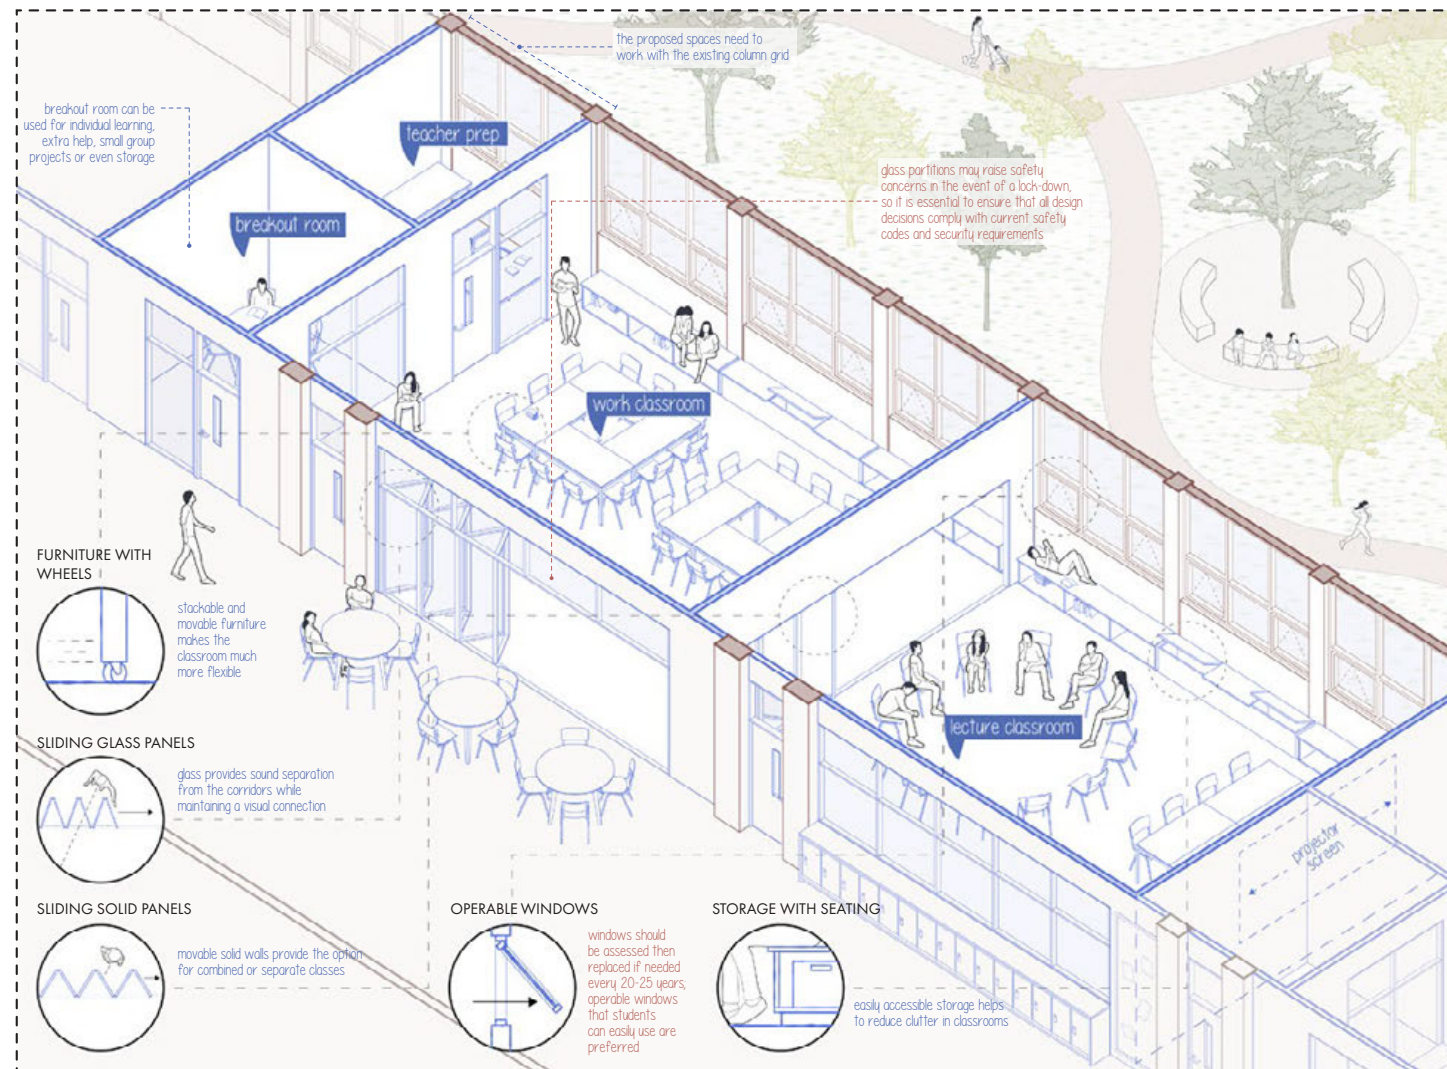 the proposed spaces need to
work with the existing column grid
breakout room can be
used for individual learning,
extra help, small group
projects or even storage
teacher prep
glass partitions may raise safety
concerns in the event of a lock-down,
so it is essential to ensure that all design
decisions comply with current safety
codes and security requirements
breakout room
work classroom
FURNITURE WITH
WHEELS
stackable and
movable furniture
makes the
classroom much
more flexible
lecture classroom
SLIDING GLASS PANELS
glass provides sound separation
from the corridors while
maintaining a visual connection
projector
screen
SLIDING SOLID PANELS
movable solid walls provide the option
for combined or separate classes
OPERABLE WINDOWS
windows should
be assessed then
replaced if needed
every 20-25 years,
operable windows
that students
can easily use are
preferred
STORAGE WITH SEATING
easily accessible storage helps
to reduce clutter in classrooms